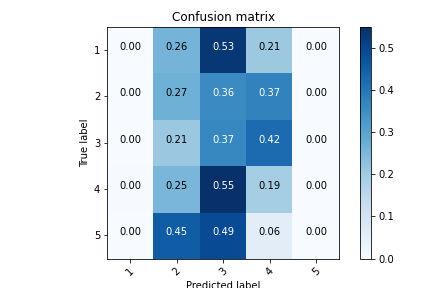 Confusion matrix
True label
1 0.00 0.26 0.53 0.21 0.00
2 0.00 0.27 0.36 0.37 0.00
3 0.00 0.21 0.37 0.42 0.00
4 0.00 0.25 0.55 0.19 0.00
5 0.00 0.45 0.49 0.06 0.00
1 2 3 4 5
Predicted label
0.5
0.4
0.3
0.2
0.1
0.0